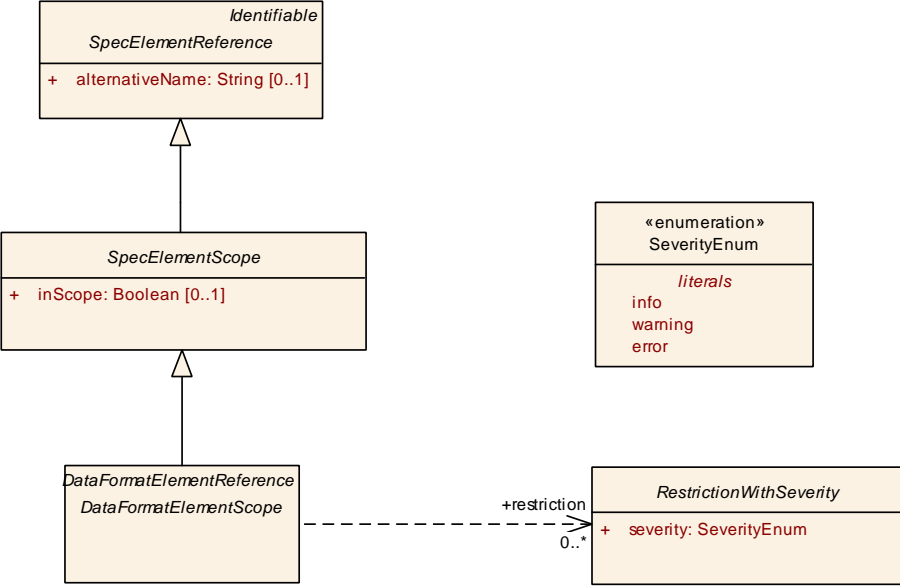 Identifiable
SpecElementReference
+ alternativeName: String [0..1]
SpecElementScope
+ inScope: Boolean [0..1]
«enumeration»
SeverityEnum
literals
info
warning
error
DataFormatElementReference
DataFormatElementScope
+restriction
0..*
RestrictionWithSeverity
+ severity: SeverityEnum